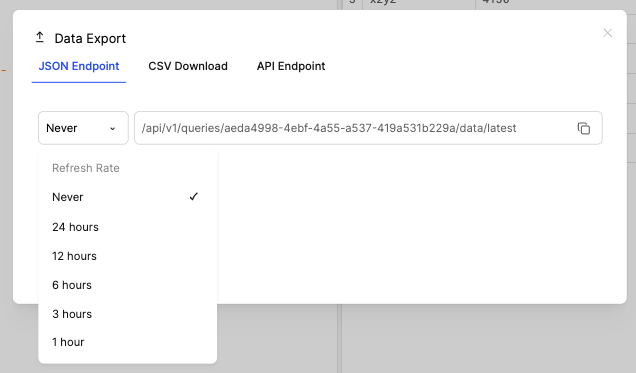 Data Export
JSON Endpoint CSV Download API Endpoint
Never /api/v1/queries/aeda4998-4ebf-4a55-a537-419a531b229a/data/latest
Refresh Rate
Never
24 hours
12 hours
6 hours
3 hours
1 hour